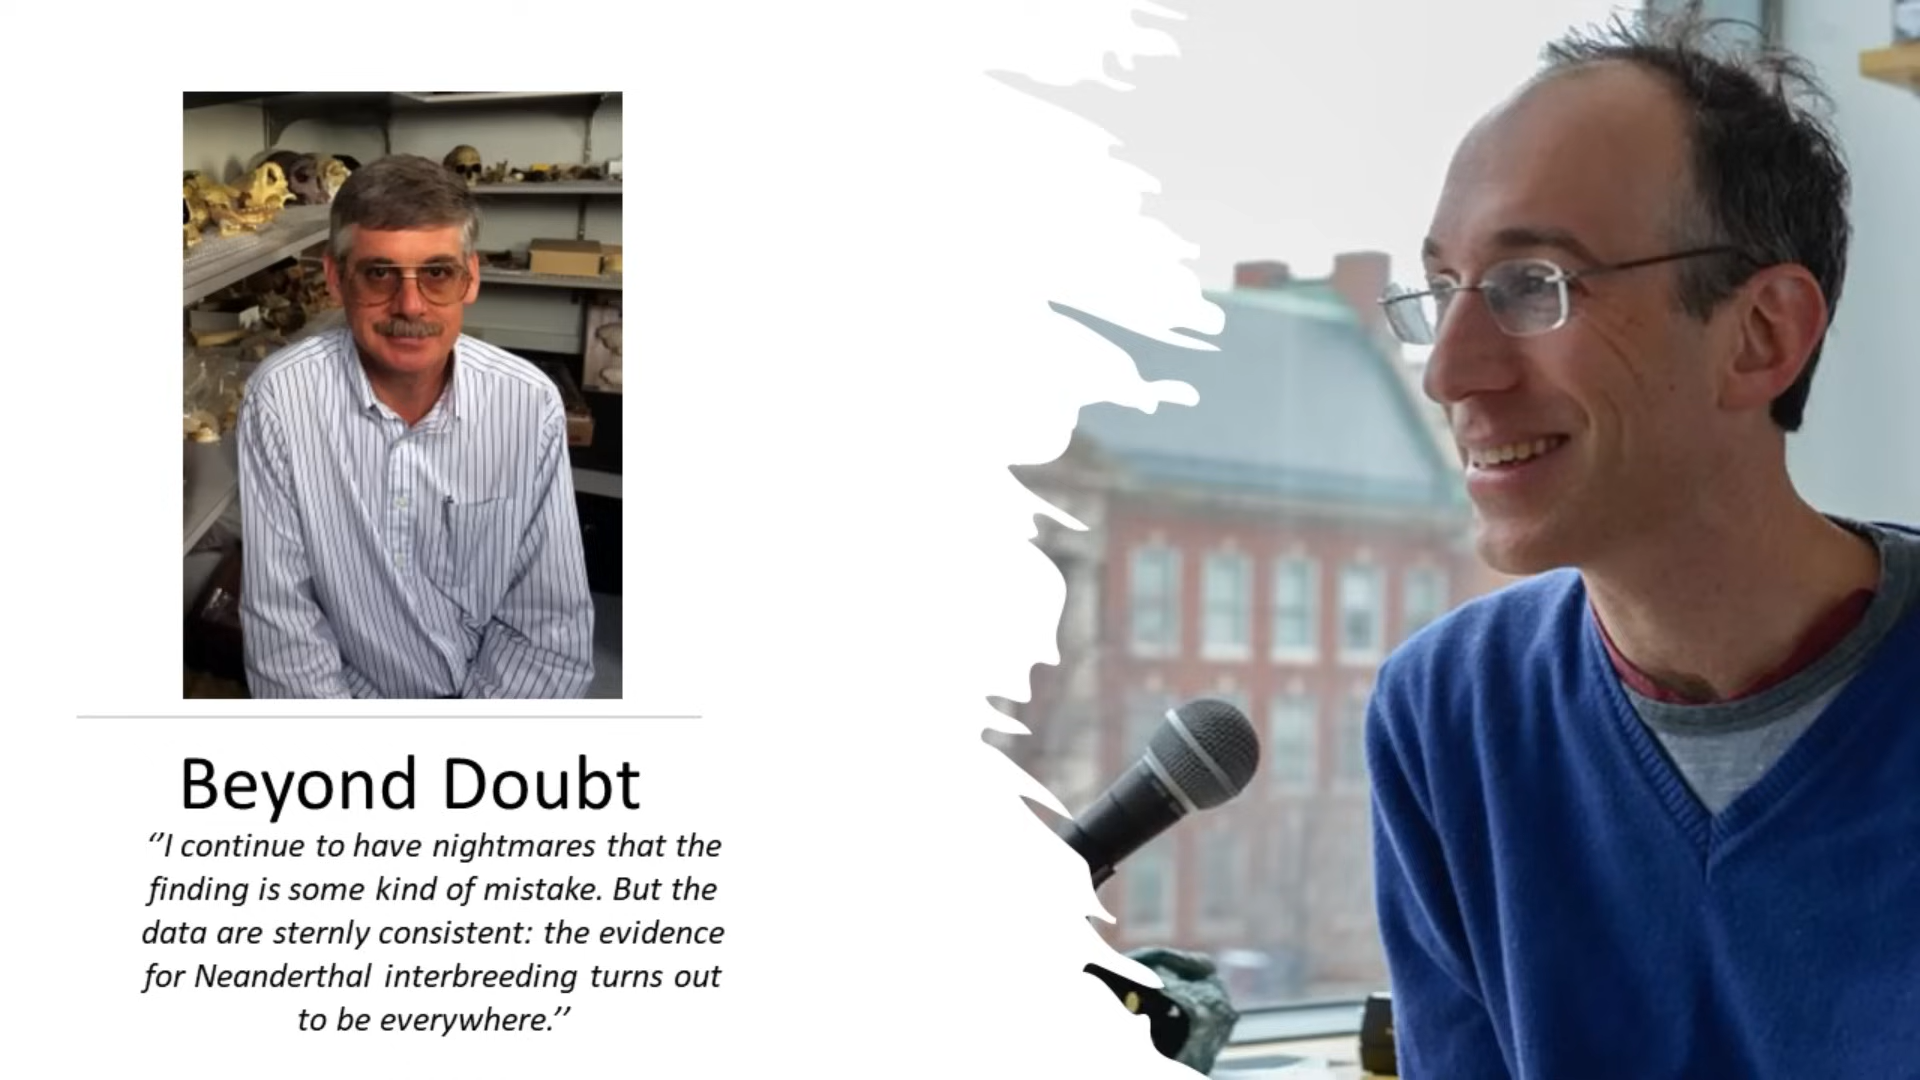 Beyond Doubt
‘’I continue to have nightmares that the
finding is some kind of mistake. But the
data are sternly consistent: the evidence
for Neanderthal interbreeding turns out
to be everywhere.’’